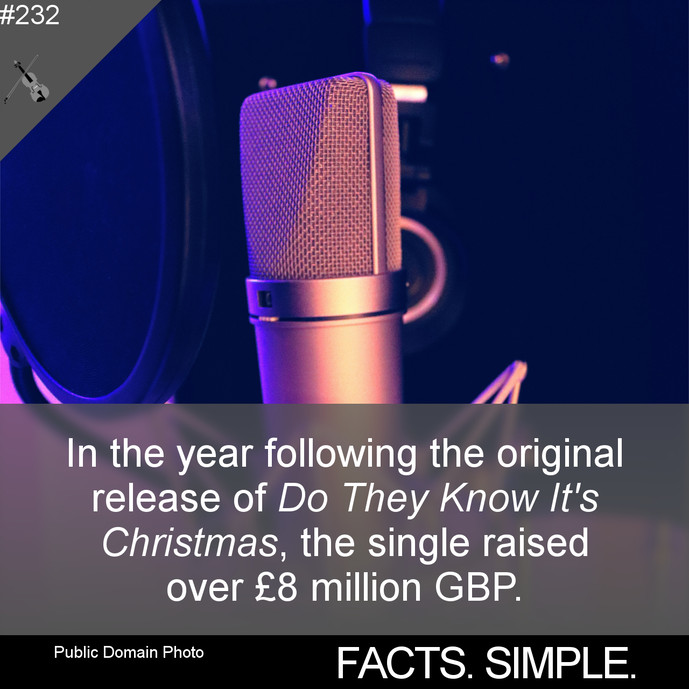 #232
In the year following the original
release of Do They Know It's
Christmas, the single raised
over £8 million GBP.
Public Domain Photo
FACTS. SIMPLE.